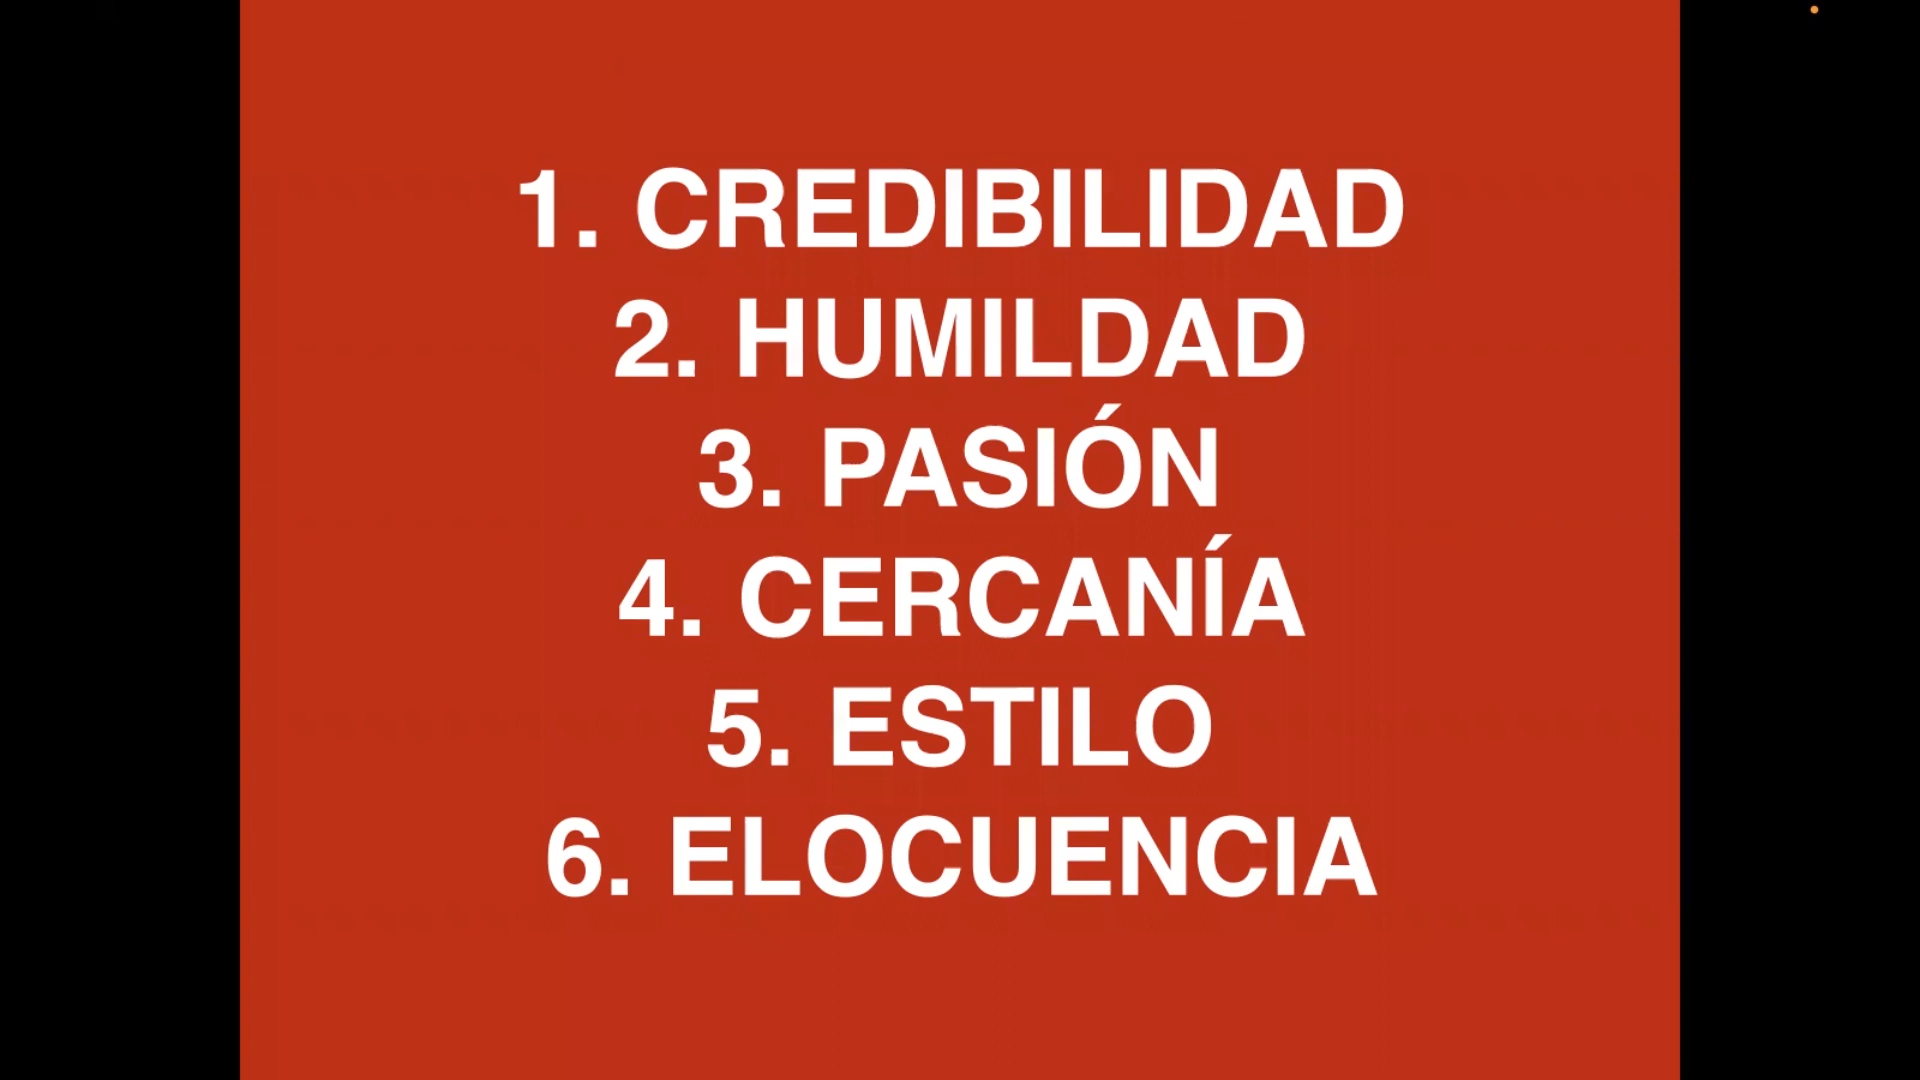 1. CREDIBILIDAD
2. HUMILDAD
3. PASIÓN
4. CERCANÍA
5. ESTILO
6. ELOCUENCIA